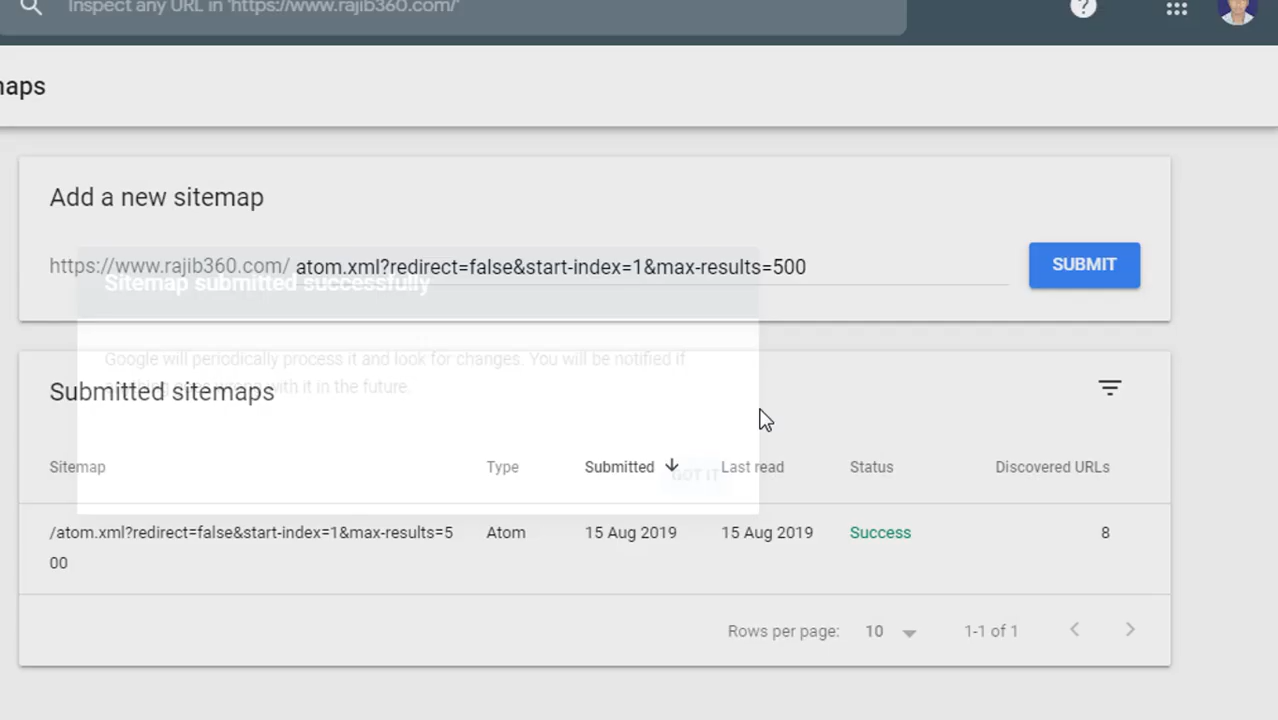 Inspect any URL in 'https://www.rajib360.com/'
maps
Add a new sitemap
https://www.rajib360.com/ atom.xml?redirect=false&start-index=1&max-results=500
SUBMIT
Sitemap submitted successfully
Google will periodically process it and look for changes. You will be notified if
with it in the future.
Submitted sitemaps
GOT IT
Sitemap Type Submitted Last read Status Discovered URLs
/atom.xml?redirect=false&start-index=1&max-results=5
00
Atom 15 Aug 2019 15 Aug 2019 Success 8
Rows per page: 10 1-1 of 1